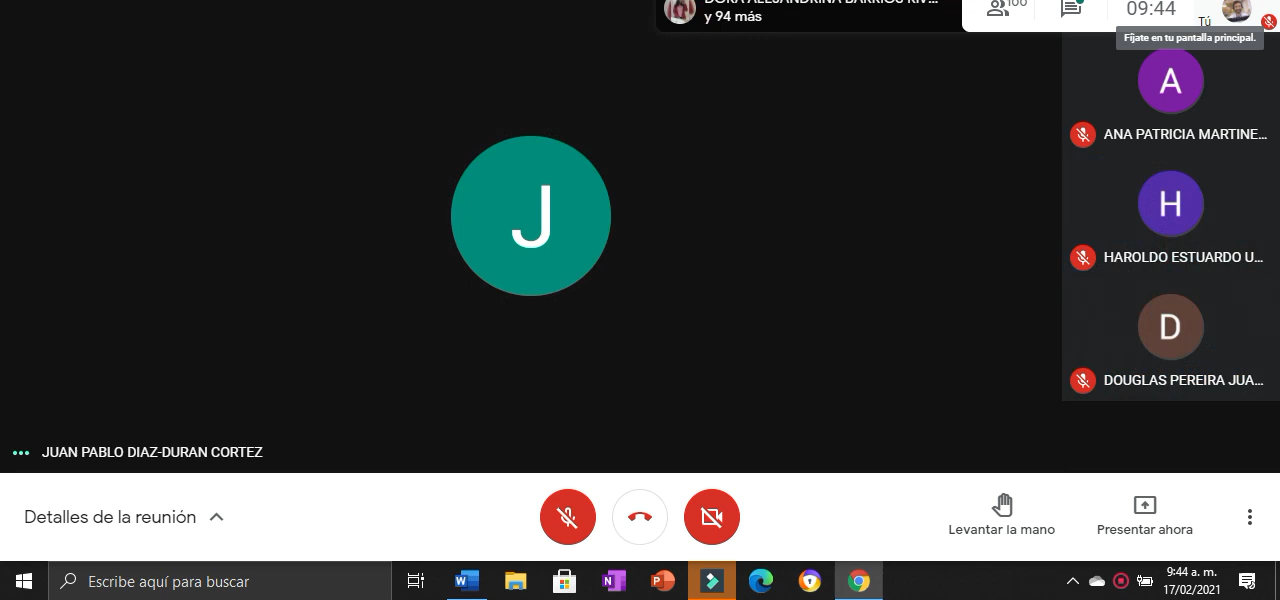 y 94 más
09:44
Tú
Fíjate en tu pantalla principal.
A
ANA PATRICIA MARTINE...
H
HAROLDO ESTUARDO U...
D
DOUGLAS PEREIRA JUA...
J
JUAN PABLO DIAZ-DURAN CORTEZ
Detalles de la reunión
Levantar la mano
Presentar ahora
Escribe aquí para buscar
9:44 a. m.
17/02/2021